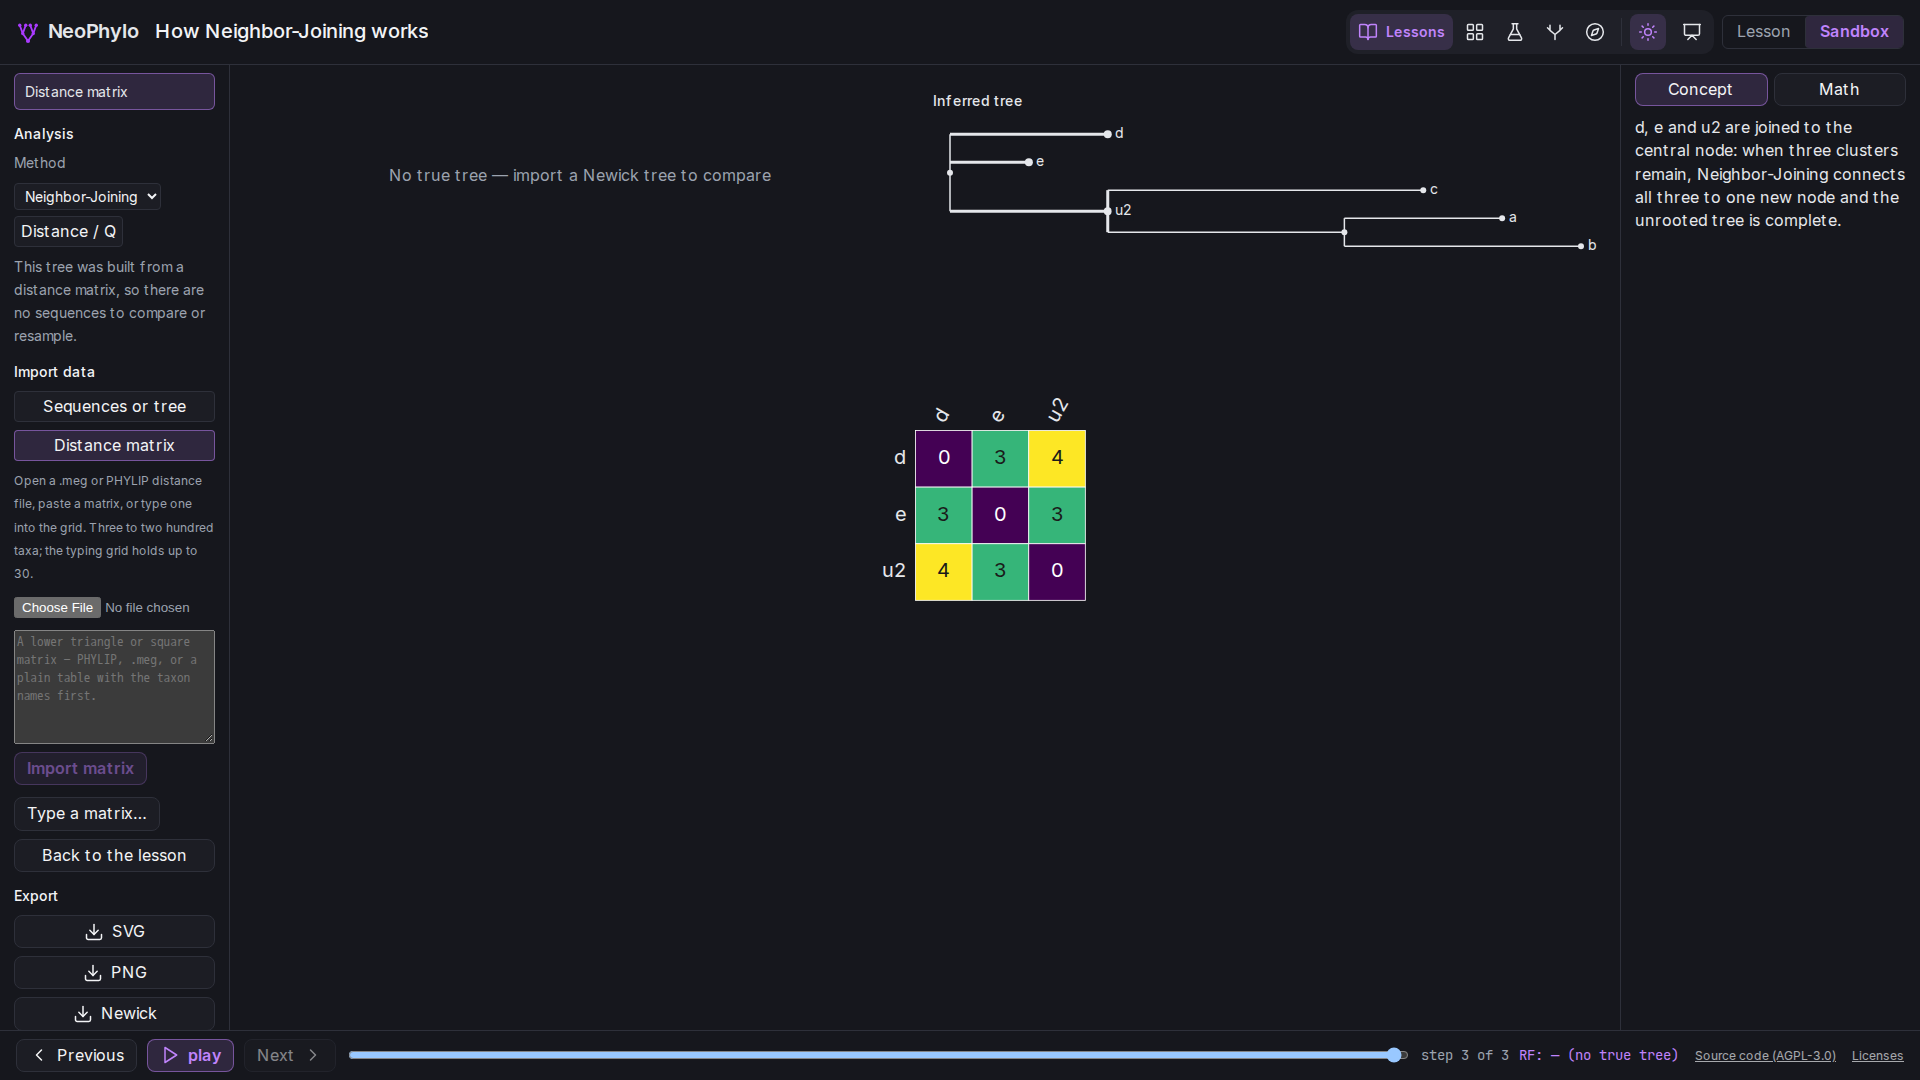 NeoPhylo How Neighbor-Joining works
Lessons
Lesson Sandbox
Distance matrix
Analysis
Method
Neighbor-Joining
Distance / Q
This tree was built from a
distance matrix, so there are
no sequences to compare or
resample.
Import data
Sequences or tree
Distance matrix
Open a .meg or PHYLIP distance
file, paste a matrix, or type one
into the grid. Three to two hundred
taxa; the typing grid holds up to
30.
Choose File No file chosen
A lower triangle or square
matrix — PHYLIP, .meg, or a
plain table with the taxon
names first.
Import matrix
Type a matrix...
Back to the lesson
Export
SVG
PNG
Newick
No true tree — import a Newick tree to compare
Inferred tree
d
e
c
u2
a
b
d e u2
d 0 3 4
e 3 0 3
u2 4 3 0
Concept Math
d, e and u2 are joined to the
central node: when three clusters
remain, Neighbor-Joining connects
all three to one new node and the
unrooted tree is complete.
Previous play Next step 3 of 3 RF: — (no true tree) Source code (AGPL-3.0) Licenses